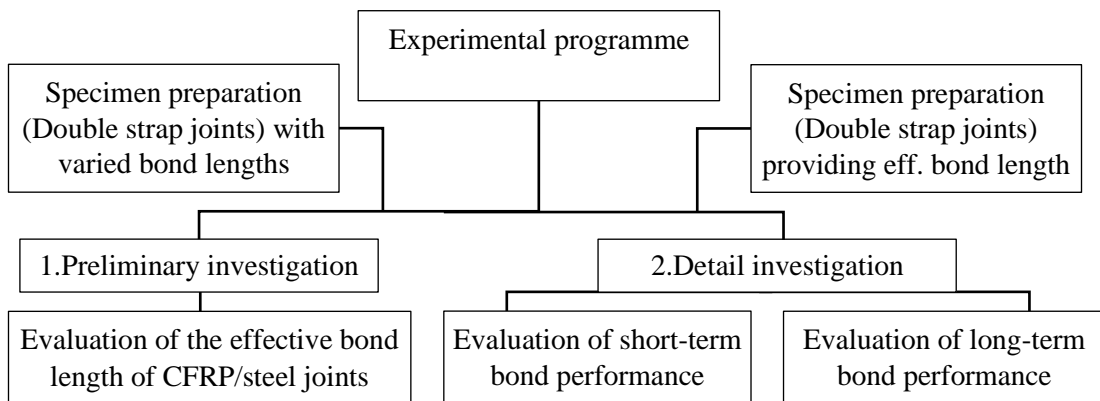 Experimental programme
Specimen preparation
(Double strap joints) with
varied bond lengths
Specimen preparation
(Double strap joints)
providing eff. bond length
1.Preliminary investigation
2.Detail investigation
Evaluation of the effective bond
length of CFRP/steel joints
Evaluation of short-term
bond performance
Evaluation of long-term
bond performance